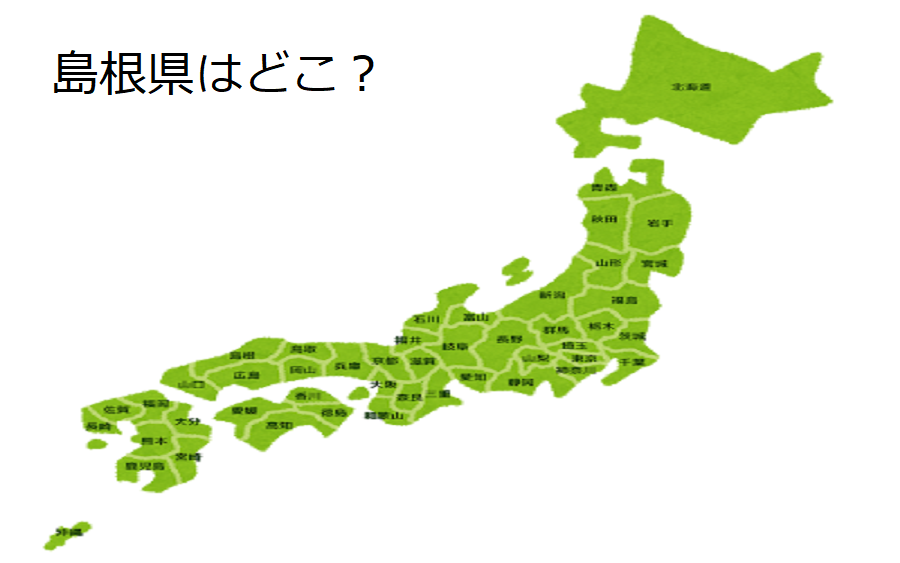 島根県はどこ？
北海道
青森
秋田
岩手
山形
宮城
新潟
福島
石川
富山
栃木
群馬
茨城
福井
岐阜
長野
埼玉
山梨
東京
千葉
神奈川
島根
鳥取
京都
滋賀
兵庫
岡山
広島
山口
愛知
静岡
大阪
奈良
三重
和歌山
香川
徳島
愛媛
高知
福岡
佐賀
長崎
大分
熊本
宮崎
鹿児島
沖縄